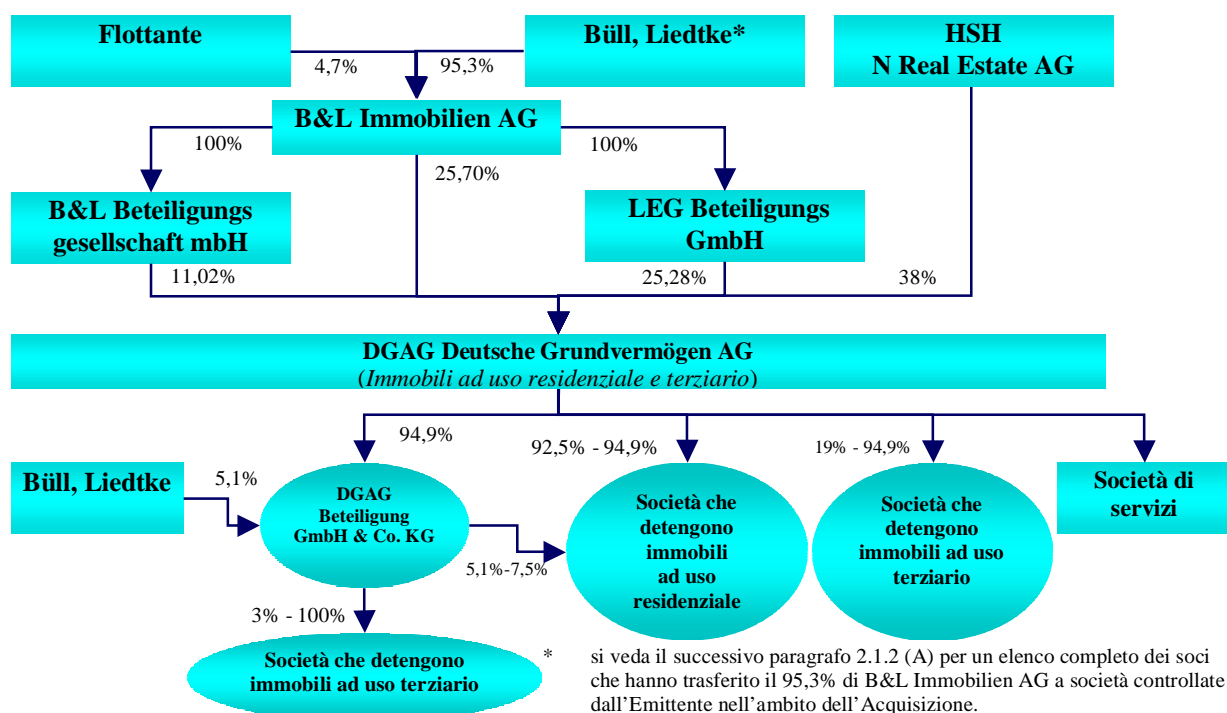 Flottante
Büll, Liedtke*
HSH
N Real Estate AG
4,7%
95,3%
B&L Immobilien AG
100%
25,70%
100%
B&L Beteiligungs
gesellschaft mbH
LEG Beteiligungs
GmbH
11,02%
25,28%
38%
DGAG Deutsche Grundvermögen AG
(Immobili ad uso residenziale e terziario)
94,9%
92,5% - 94,9%
19% - 94,9%
Büll, Liedtke
5,1%
DGAG
Beteiligung
GmbH & Co. KG
5,1%-7,5%
Società che
detengono
immobili
ad uso
residenziale
Società che
detengono
immobili ad uso
terziario
Società di
servizi
3% - 100%
Società che detengono
immobili ad uso terziario
* si veda il successivo paragrafo 2.1.2 (A) per un elenco completo dei soci
che hanno trasferito il 95,3% di B&L Immobilien AG a società controllate
dall'Emittente nell'ambito dell'Acquisizione.